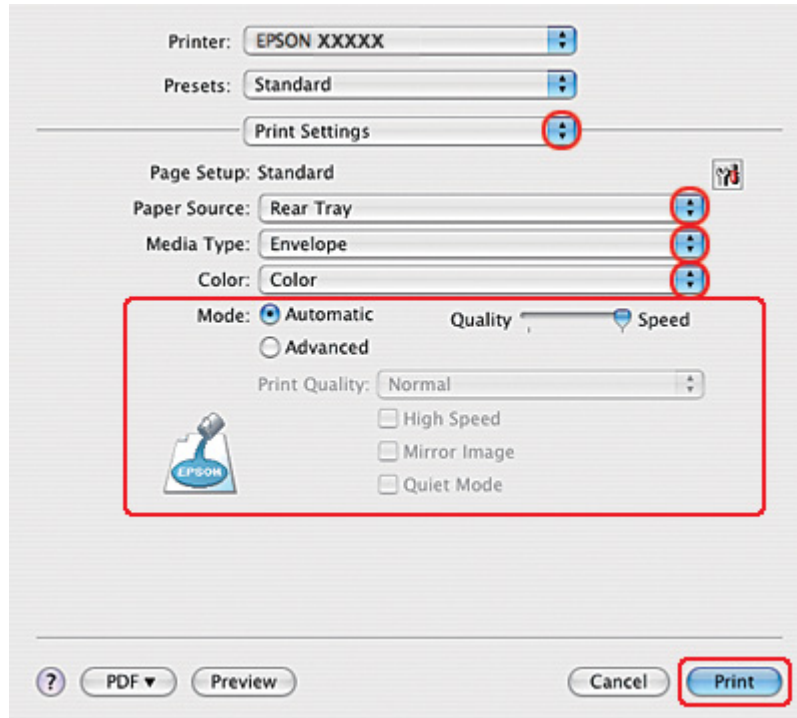 Printer: EPSON XXXXX
Presets: Standard
Print Settings
Page Setup: Standard
Paper Source: Rear Tray
Media Type: Envelope
Color: Color
Mode: Automatic Quality Speed
Advanced
Print Quality: Normal
High Speed
Mirror Image
Quiet Mode
EPSON
? PDF ▼ Preview Cancel Print